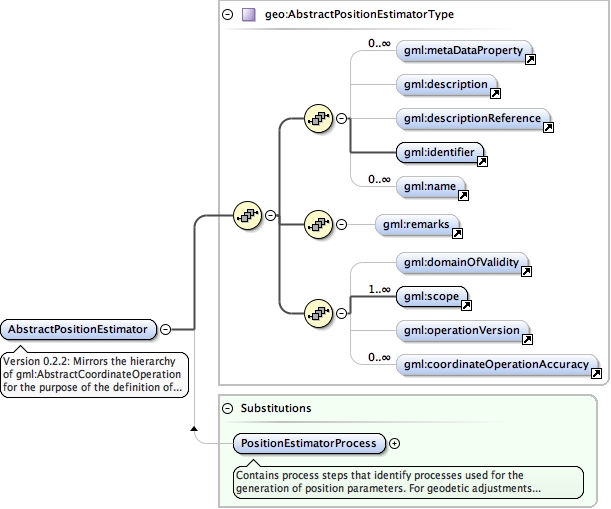 geo:AbstractPositionEstimatorType
0..∞
gml:metaDataProperty
gml:description
gml:descriptionReference
gml:identifier
0..∞
gml:name
gml:remarks
gml:domainOfValidity
1..∞
gml:scope
gml:operationVersion
0..∞
gml:coordinateOperationAccuracy
AbstractPositionEstimator
Version 0.2.2: Mirrors the hierarchy
of gml:AbstractCoordinateOperation
for the purpose of the definition of...
Substitutions
PositionEstimatorProcess
Contains process steps that identify processes used for the
generation of position parameters. For geodetic adjustments...